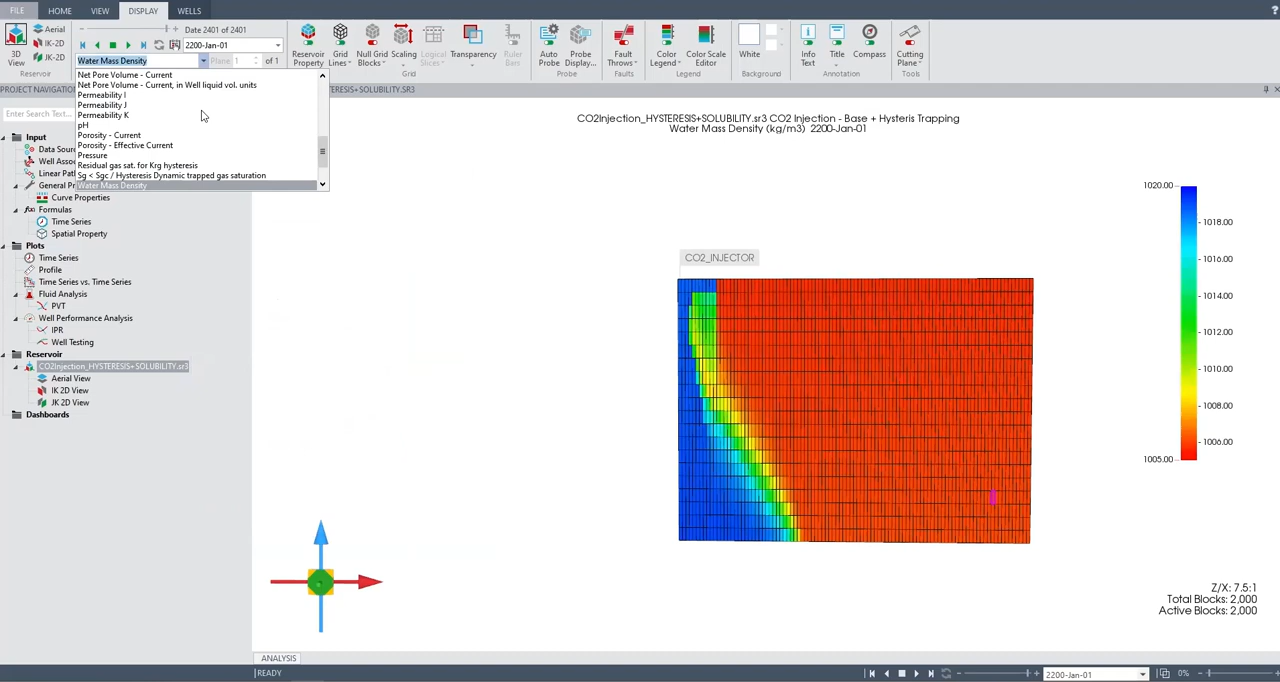 FILE HOME VIEW DISPLAY WELLS
3D View
Aerial
IK-2D
JK-2D
Reservoir
Date 2401 of 2401
2200-Jan-01
Water Mass Density
Plane 1 of 1
Reservoir Property
Grid Lines
Null Grid Blocks
Scaling
Logical Slices
Transparency
Ruler Bars
Grid
Auto Probe
Probe Display...
Probe
Fault Throws
Faults
Color Legend
Color Scale Editor
Legend
White
Background
Info Text
Title
Compass
Annotation
Cutting Plane
Tools
PROJECT NAVIGATIO
Enter Search Text...
Input
Data Sour
Well Asso
Linear Path
General Pr
Curve Properties
Formulas
Time Series
Spatial Property
Plots
Time Series
Profile
Time Series vs. Time Series
Fluid Analysis
PVT
Well Performance Analysis
IPR
Well Testing
Reservoir
CO2Injection_HYSTERESIS+SOLUBILITY.sr3
Aerial View
IK 2D View
JK 2D View
Dashboards
Net Pore Volume - Current
Net Pore Volume - Current, in Well liquid vol. units
Permeability I
Permeability J
Permeability K
pH
Porosity - Current
Porosity - Effective Current
Pressure
Residual gas sat. for Krg hysteresis
Sg < Sgc / Hysteresis Dynamic trapped gas saturation
Water Mass Density
ERESIS+SOLUBILITY.SR3
CO2Injection_HYSTERESIS+SOLUBILITY.sr3 CO2 Injection - Base + Hysteris Trapping
Water Mass Density (kg/m3) 2200-Jan-01
CO2_INJECTOR
1020.00
1018.00
1016.00
1014.00
1012.00
1010.00
1008.00
1006.00
1005.00
Z/X: 7.5:1
Total Blocks: 2,000
Active Blocks: 2,000
ANALYSIS
READY
2200-Jan-01
0%